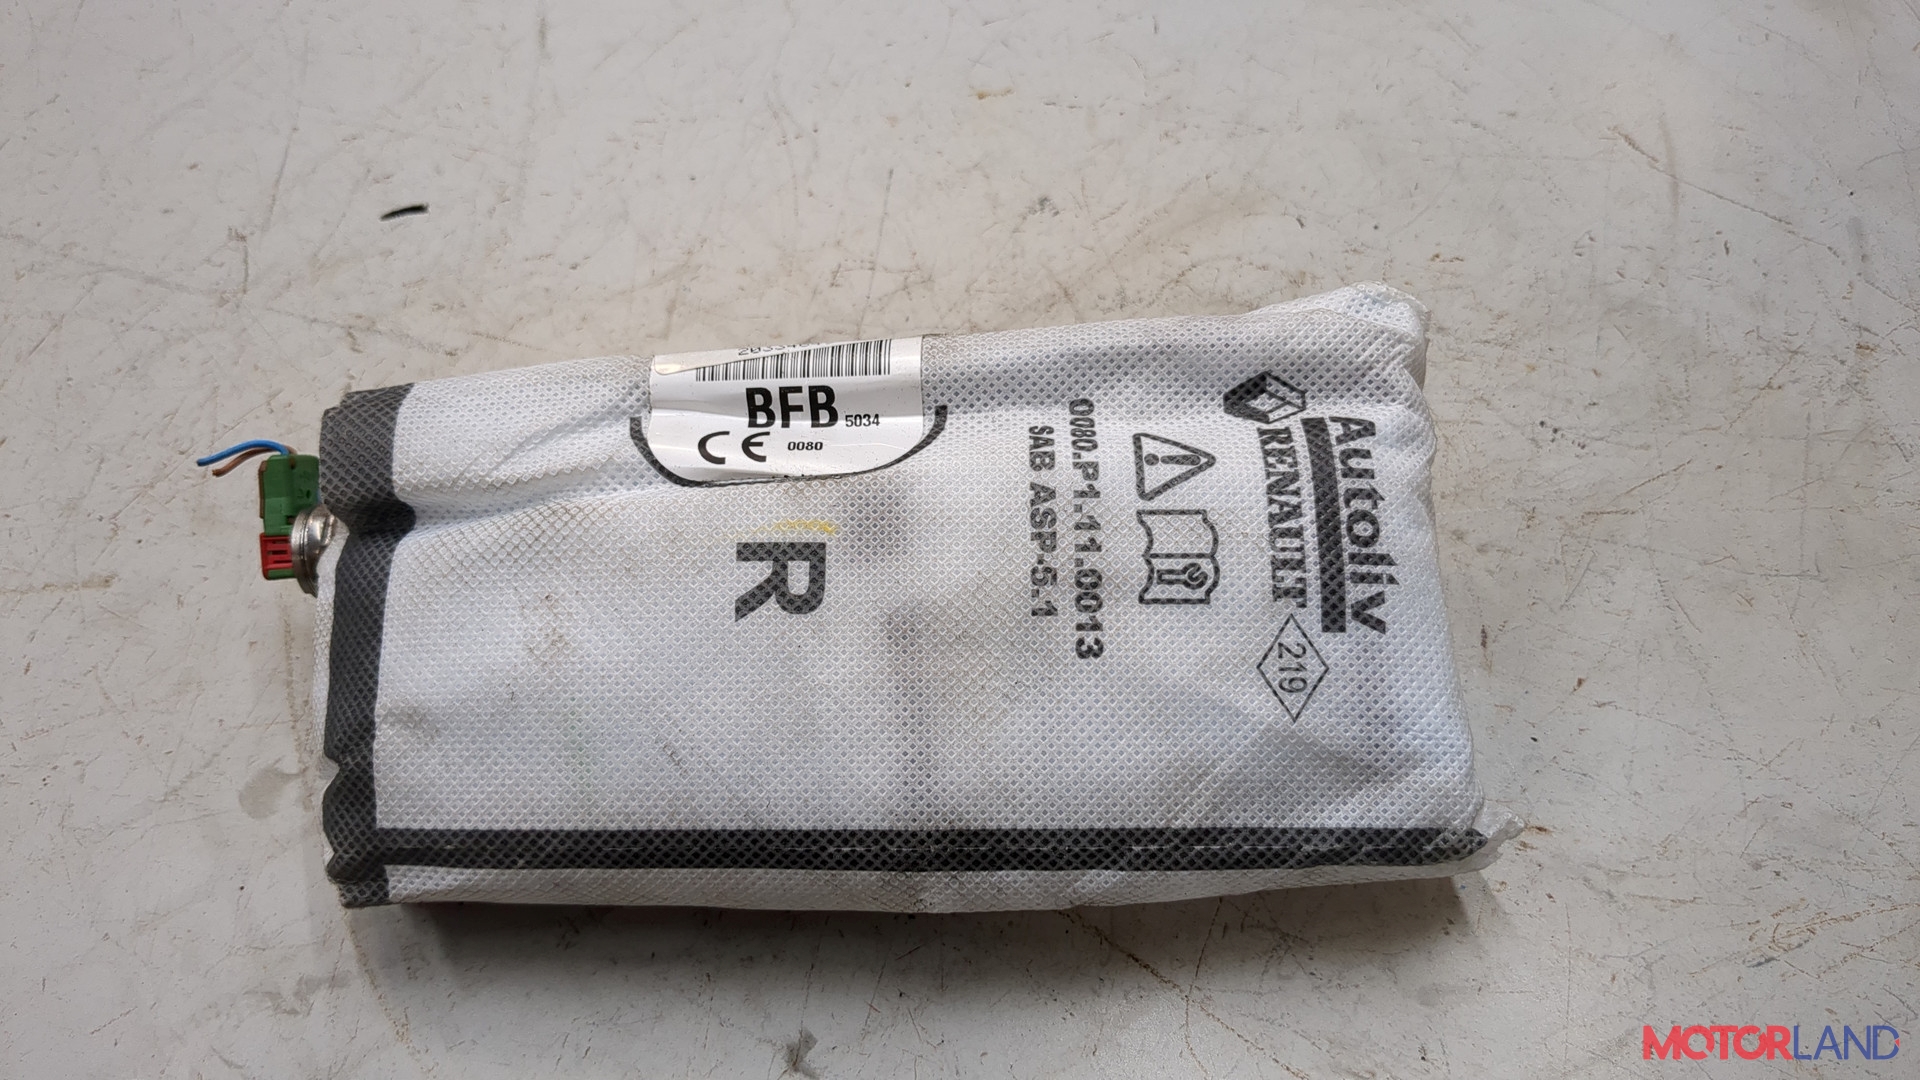 BFB 5034
CE 0080
R
Autoliv
RENAULT 219
0080.P1.11.0013
SAB ASP-5.1
MOTORLAND